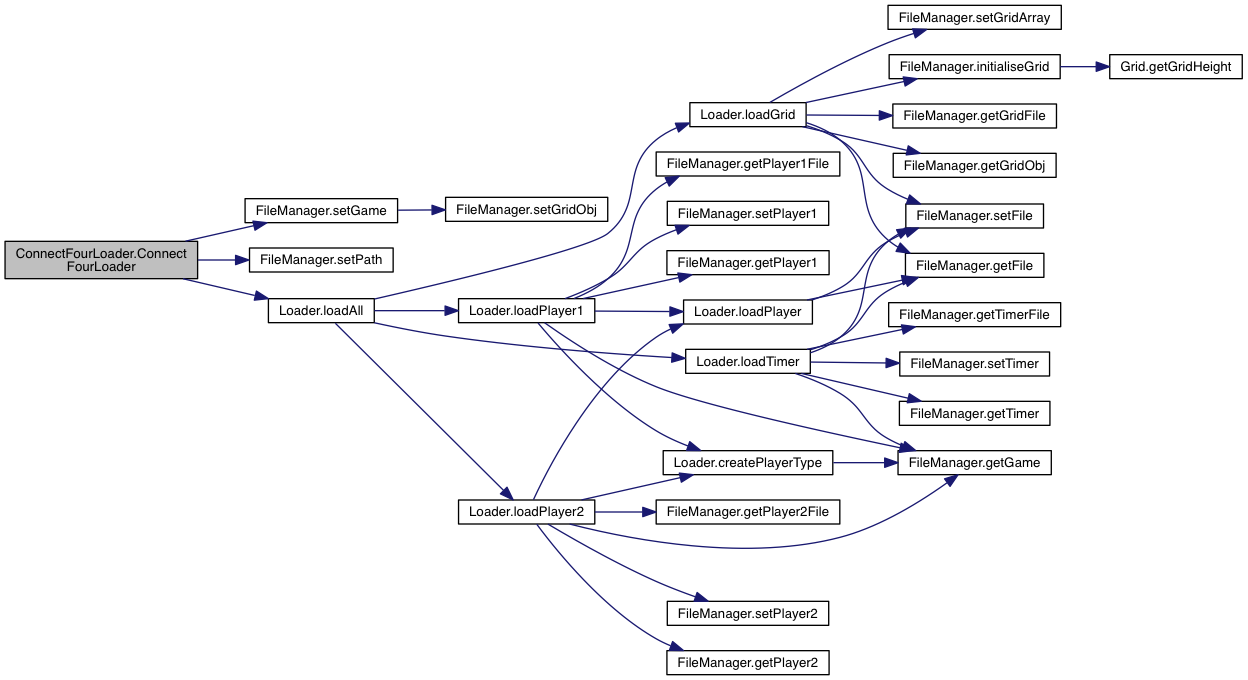 FileManager.setGridArray
FileManager.initialiseGrid
Grid.getGridHeight
Loader.loadGrid
FileManager.getGridFile
FileManager.getPlayer1File
FileManager.getGridObj
FileManager.setGame
FileManager.setGridObj
FileManager.setPlayer1
FileManager.setFile
ConnectFourLoader.Connect
FourLoader
FileManager.setPath
FileManager.getPlayer1
FileManager.getFile
Loader.loadAll
Loader.loadPlayer1
Loader.loadPlayer
FileManager.getTimerFile
Loader.loadTimer
FileManager.setTimer
FileManager.getTimer
Loader.createPlayerType
FileManager.getGame
Loader.loadPlayer2
FileManager.getPlayer2File
FileManager.setPlayer2
FileManager.getPlayer2